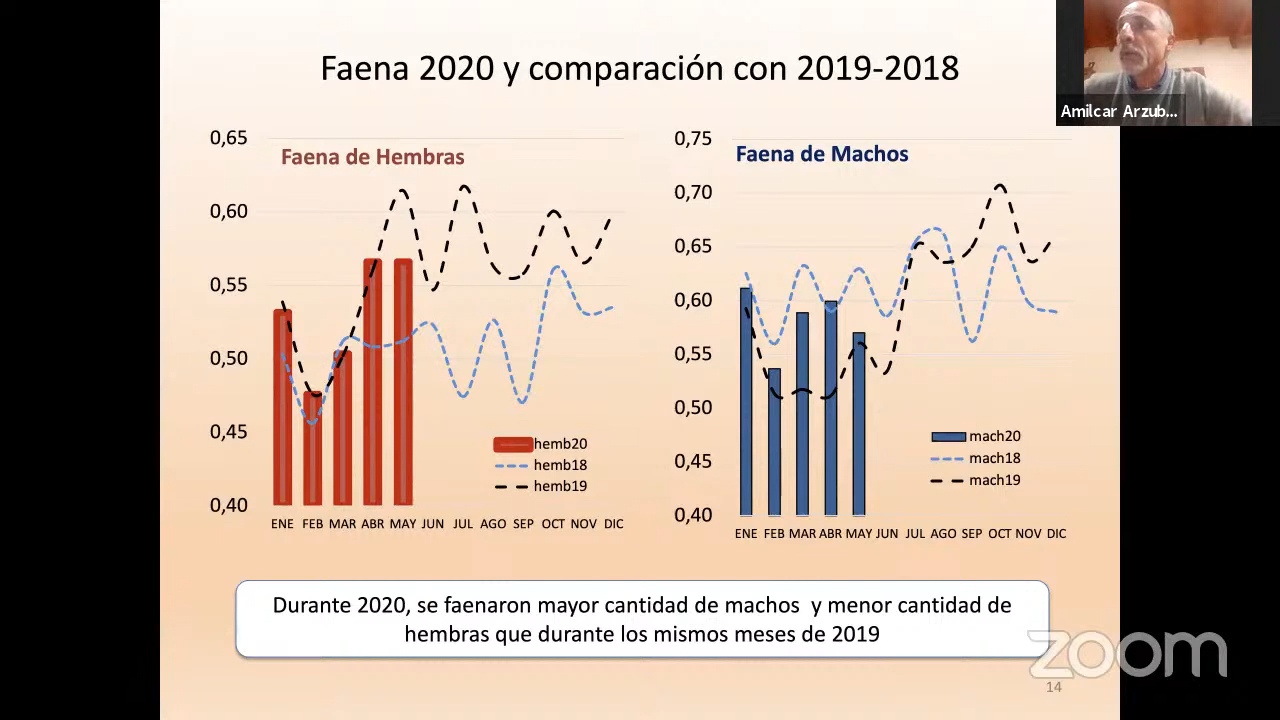 Faena 2020 y comparación con 2019-2018
Amilcar Arzub...
Faena de Hembras
0,65
0,60
0,55
0,50
0,45
0,40
ENE FEB MAR ABR MAY JUN JUL AGO SEP OCT NOV DIC
hemb20
hemb18
hemb19
Faena de Machos
0,75
0,70
0,65
0,60
0,55
0,50
0,45
0,40
ENE FEB MAR ABR MAY JUN JUL AGO SEP OCT NOV DIC
mach20
mach18
mach19
Durante 2020, se faenaron mayor cantidad de machos y menor cantidad de
hembras que durante los mismos meses de 2019
zoom
14